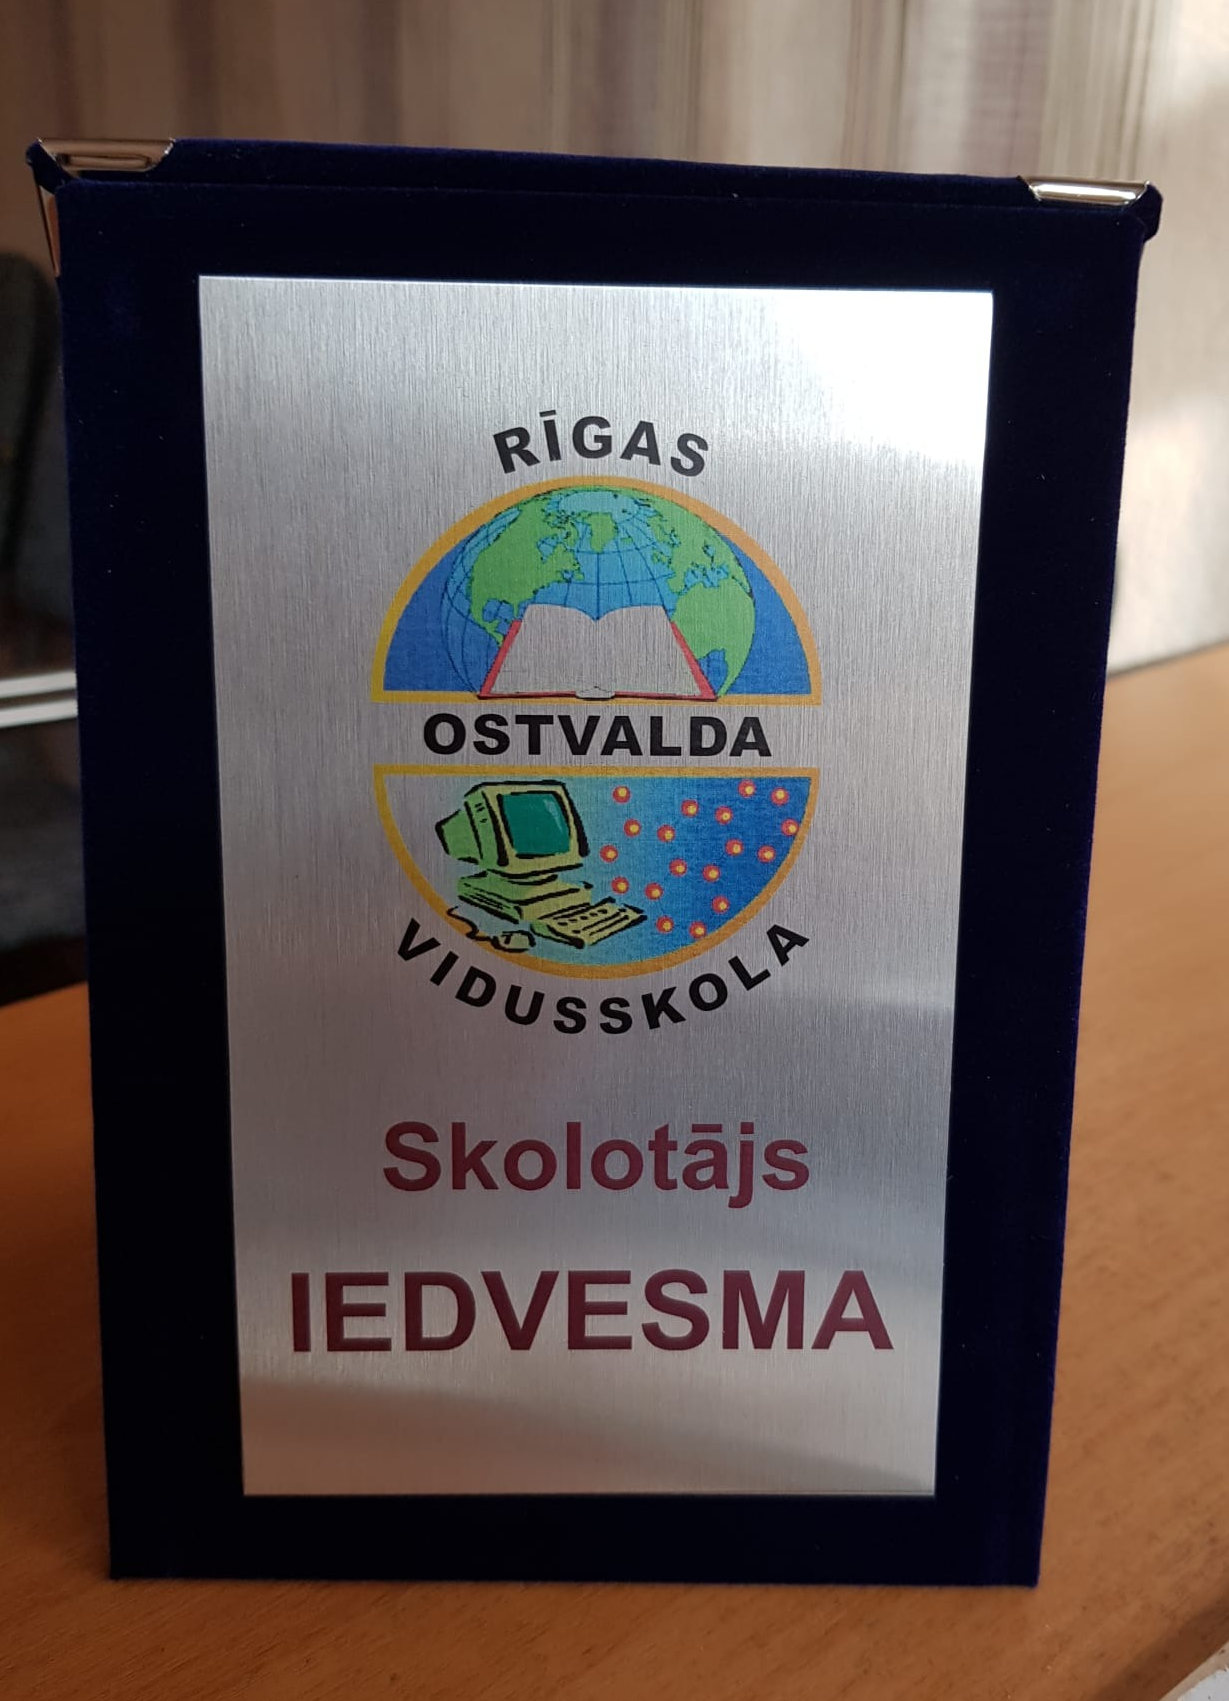 RĪGAS
OSTVALDA
VIDUSSKOLA
Skolotājs
IEDVESMA